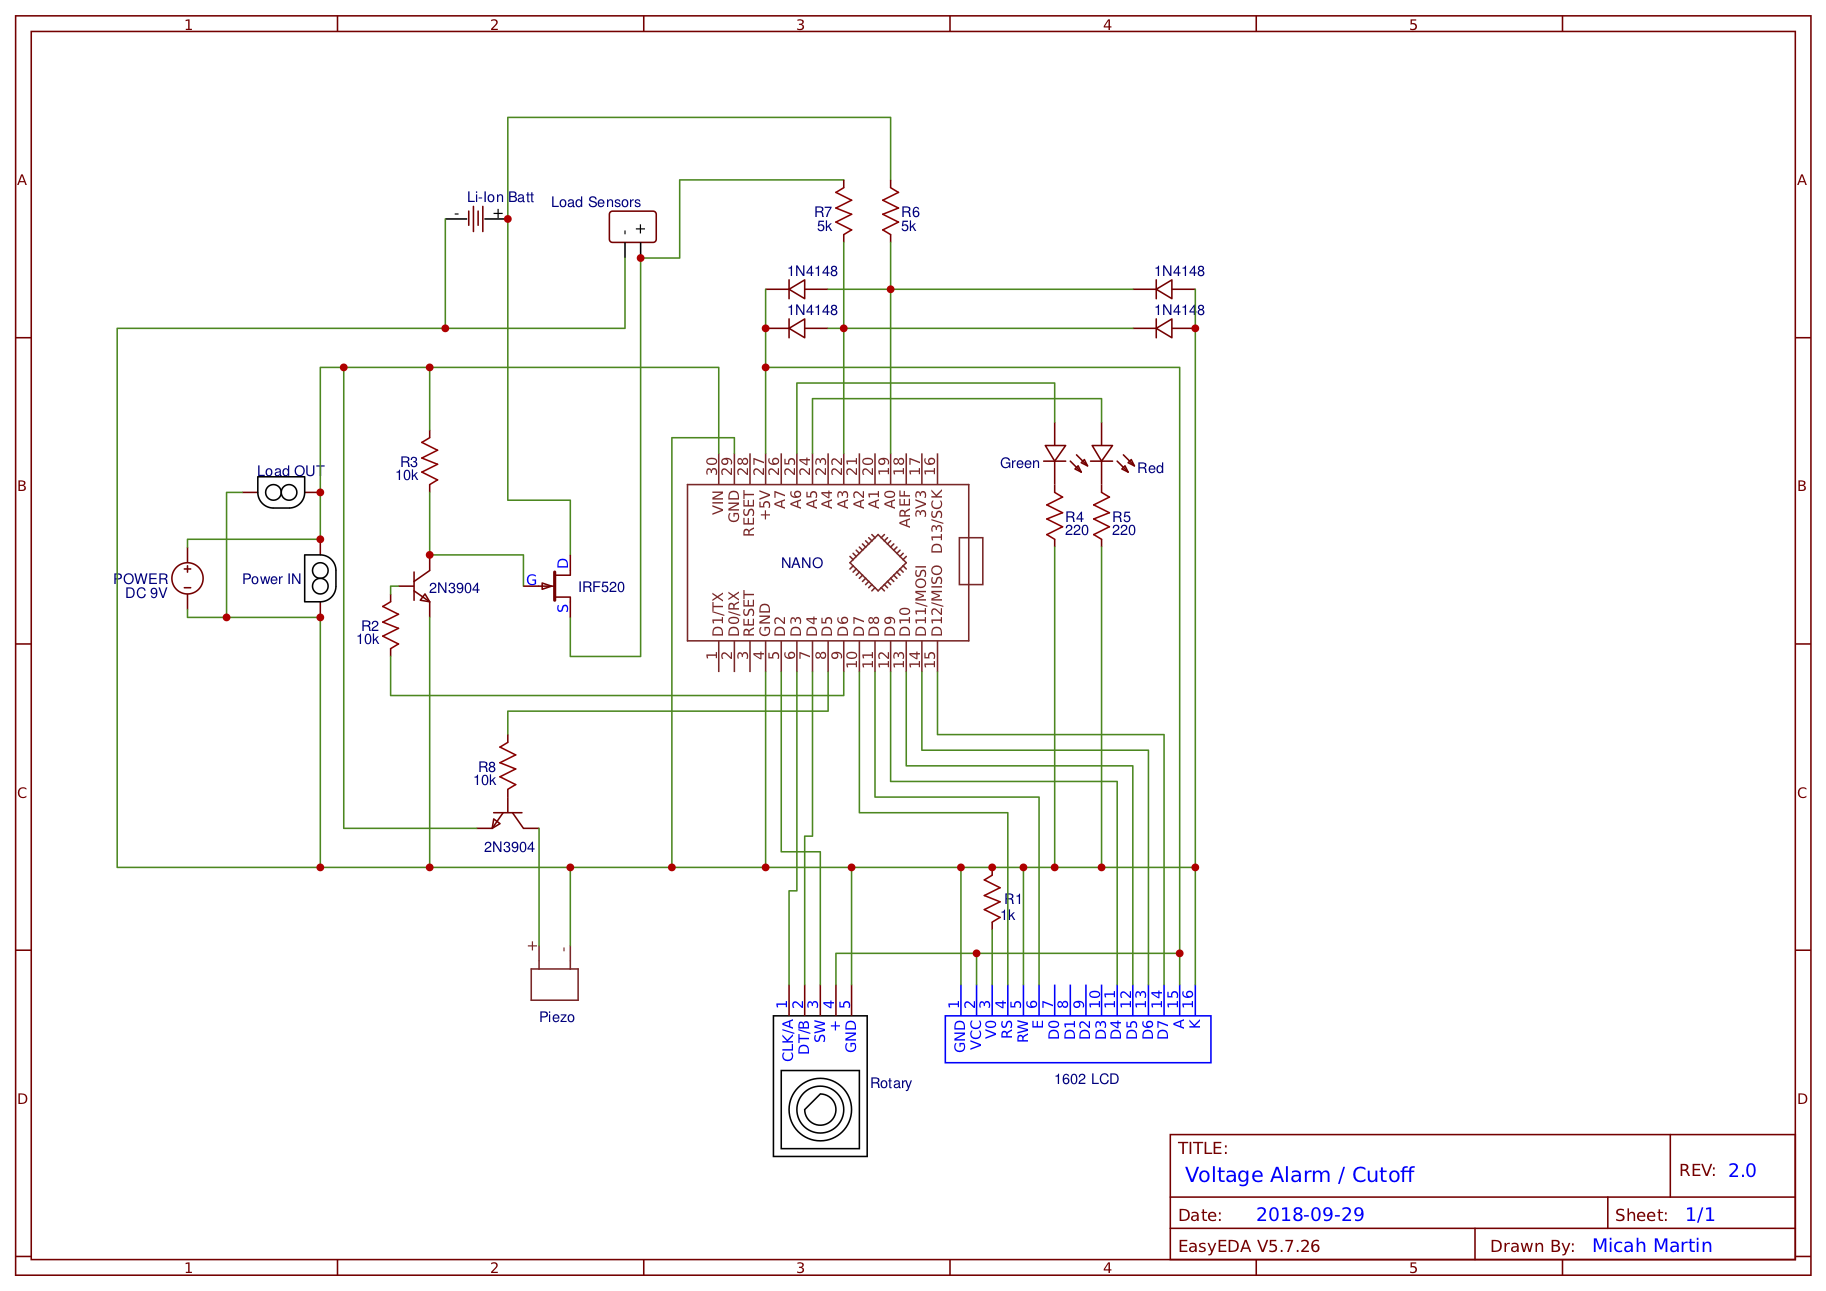 1 2 3 4 5
A A
Li-Ion Batt
- +
Load Sensors
- +
R7
5k
R6
5k
1N4148
1N4148
1N4148
1N4148
B B
R3
10k
Load OUT
POWER
DC 9V
+
-
Power IN
2N3904
R2
10k
G
D
S
IRF520
Green
Red
R4
220
R5
220
30 29 28 27 26 25 24 23 22 21 20 19 18 17 16
VIN GND RESET +5V A7 A6 A5 A4 A3 A2 A1 A0 AREF 3V3 D13/SCK
NANO
D1/TX D0/RX RESET GND D2 D3 D4 D5 D6 D7 D8 D9 D10 D11/MOSI D12/MISO
1 2 3 4 5 6 7 8 9 10 11 12 13 14 15
C C
R8
10k
2N3904
R1
1k
+ -
Piezo
1 2 3 4 5
CLK/A DT/B SW + GND
Rotary
1 2 3 4 5 6 7 8 9 10 11 12 13 14 15 16
GND VCC V0 RS RW E D0 D1 D2 D3 D4 D5 D6 D7 A K
1602 LCD
D D
TITLE:
Voltage Alarm / Cutoff
REV: 2.0
Date: 2018-09-29
Sheet: 1/1
EasyEDA V5.7.26
Drawn By: Micah Martin
1 2 3 4 5